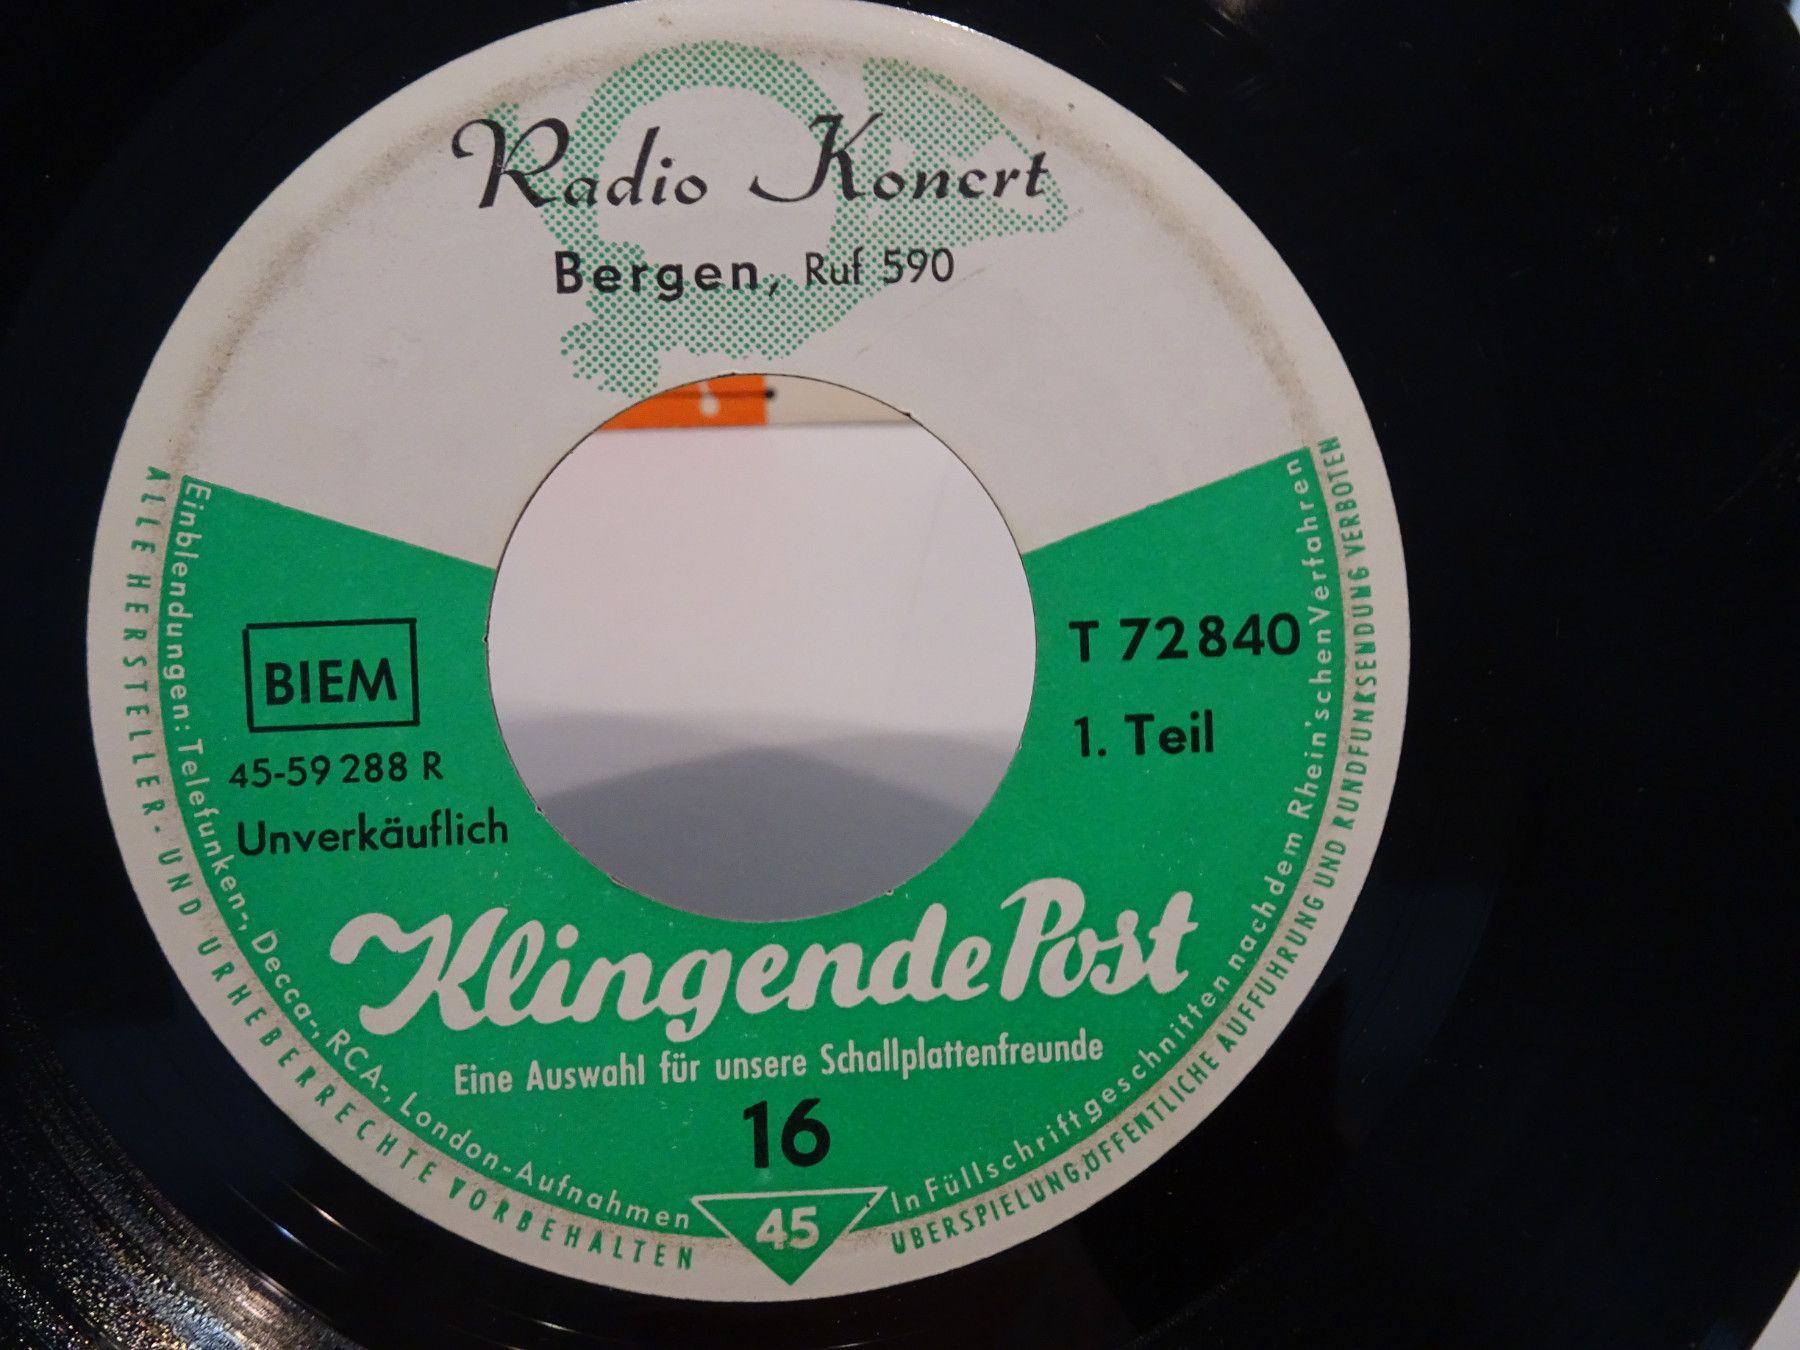 Radio Konert
Bergen, Ruf 590
BIEM
45-59 288 R
Unverkäuflich
T 72 840
1. Teil
Klingende Post
Eine Auswahl für unsere Schallplattenfreunde
16
45
Einblendungen: Telefunken-, Decca-, RCA-, London-Aufnahmen
In Füllschrift geschnitten nach dem Rhein'schen Verfahren
ALLE HERSTELLER- UND URHEBERRECHTE VORBEHALTEN
ÜBERSPIELUNG, ÖFFENTLICHE AUFFÜHRUNG UND RUNDFUNKSENDUNG VERBOTEN